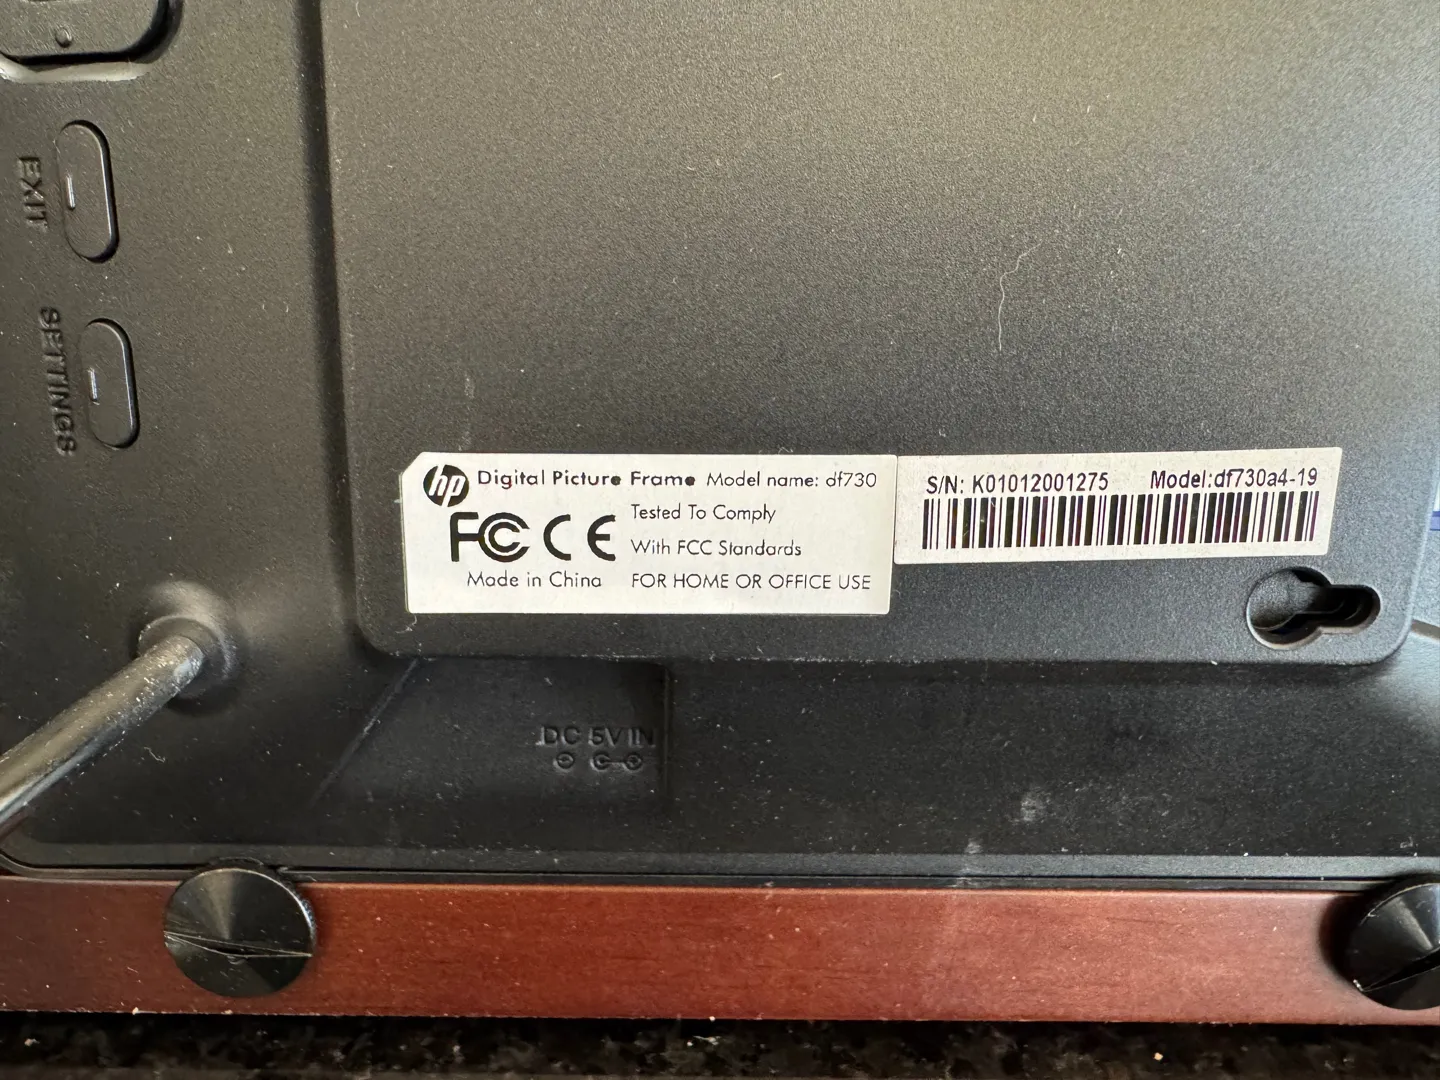 EXIT
SETTINGS
hp Digital Picture Frame Model name: df730
FC CE Tested To Comply
With FCC Standards
Made in China FOR HOME OR OFFICE USE
S/N: K01012001275 Model:df730a4-19
DC 5V IN